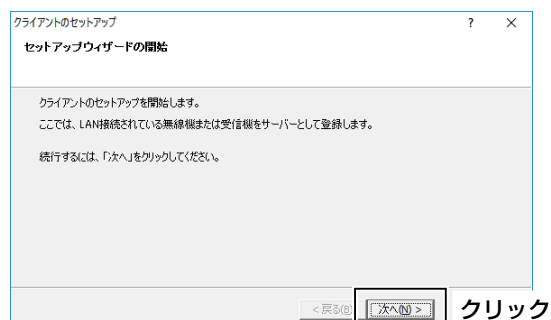 クライアントのセットアップ ? ×
セットアップウィザードの開始
クライアントのセットアップを開始します。
ここでは、LAN接続されている無線機または受信機をサーバーとして登録します。
続行するには、「次へ」をクリックしてください。
< 戻る(B) 次へ(N) > クリック